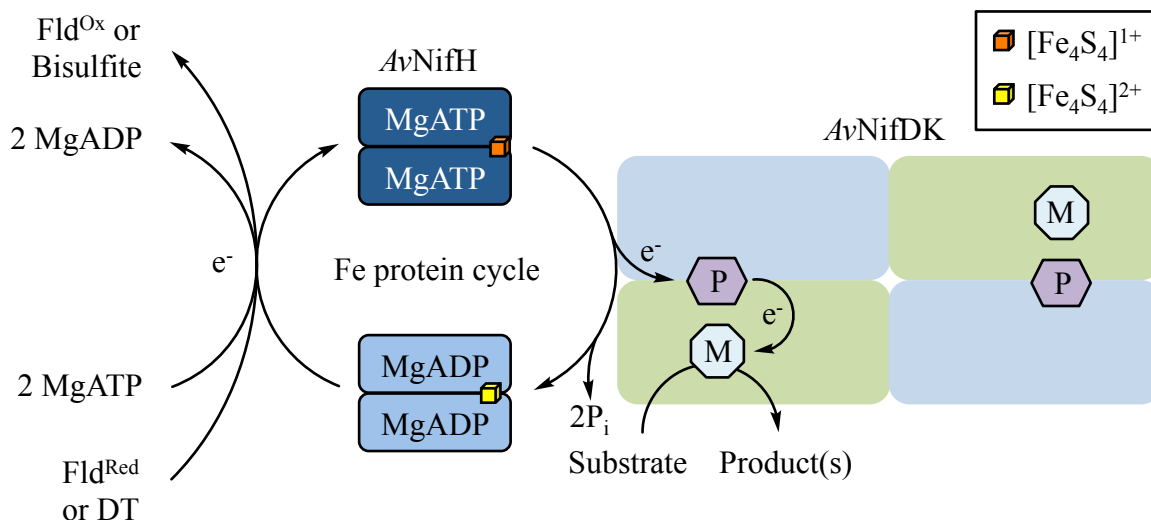 Fld^Ox or
Bisulfite
2 MgADP
e-
2 MgATP
Fld^Red
or DT
AvNifH
MgATP
MgATP
Fe protein cycle
MgADP
MgADP
e-
2P_i
[Fe4S4]^1+
[Fe4S4]^2+
AvNifDK
M
P
P
e-
M
Substrate
Product(s)